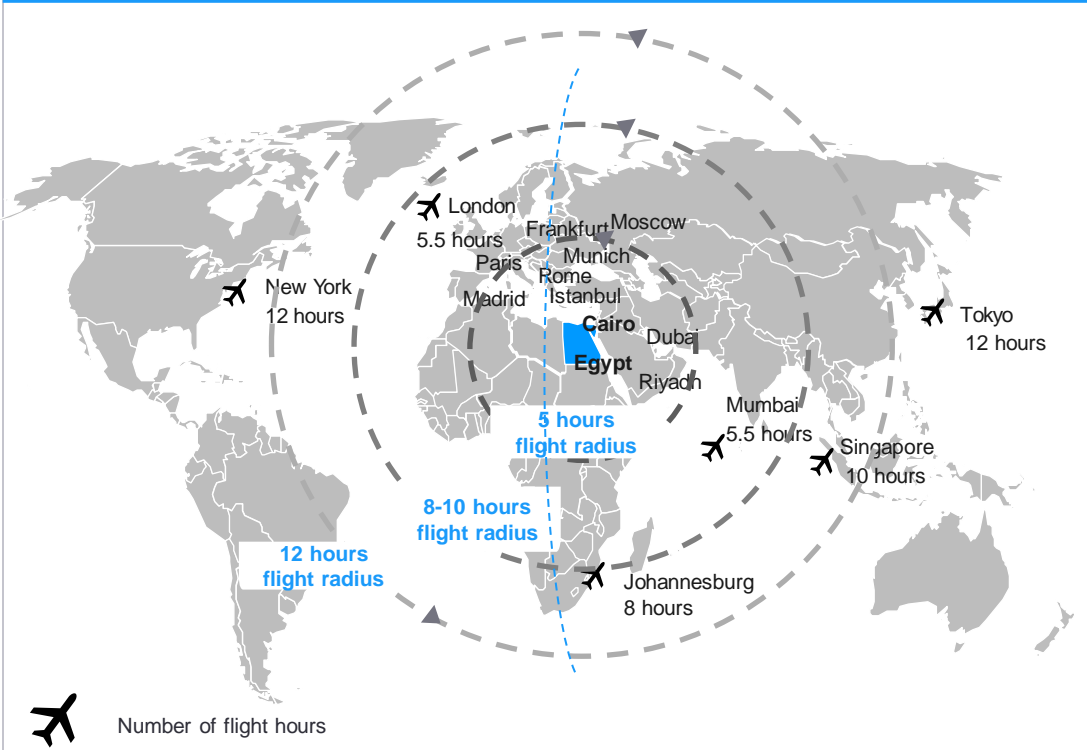 London
5.5 hours
Frankfurt
Moscow
Paris
Munich
Rome
Madrid
Istanbul
New York
12 hours
Cairo
Dubai
Egypt
Riyadh
Tokyo
12 hours
Mumbai
5.5 hours
5 hours
flight radius
Singapore
10 hours
8-10 hours
flight radius
12 hours
flight radius
Johannesburg
8 hours
Number of flight hours